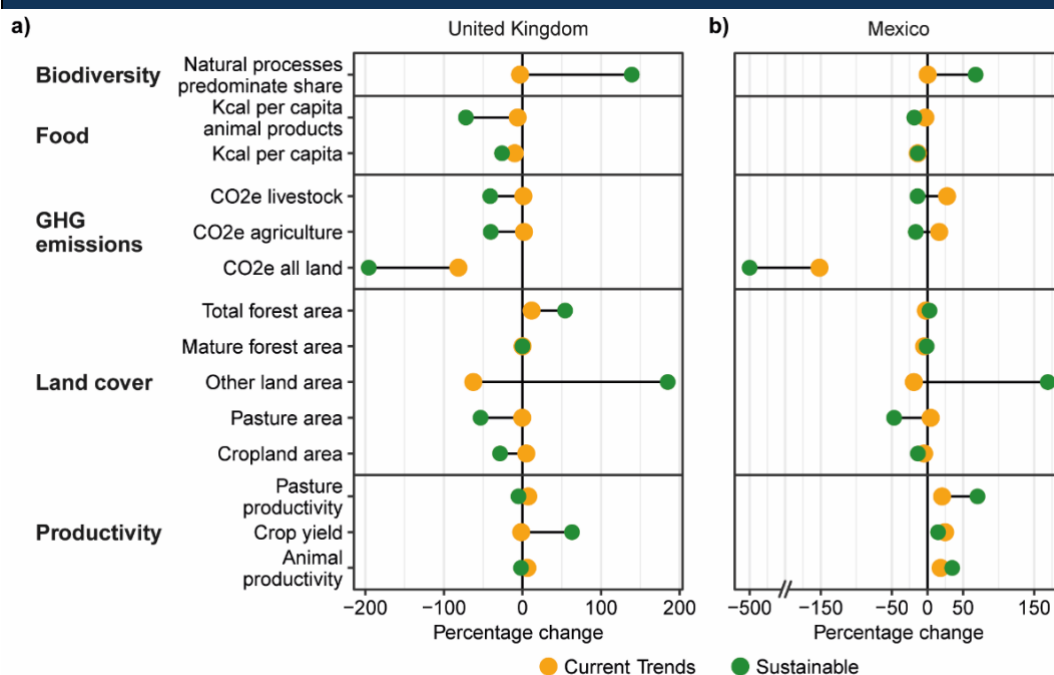 a)
United Kingdom
b)
Mexico
Biodiversity
Natural processes
predominate share
Food
Kcal per capita
animal products
Kcal per capita
GHG
emissions
CO2e livestock
CO2e agriculture
CO2e all land
Land cover
Total forest area
Mature forest area
Other land area
Pasture area
Cropland area
Productivity
Pasture
productivity
Crop yield
Animal
productivity
−200 −100 0 100 200
−500 −150 −50 0 50 150
Percentage change
Percentage change
Current Trends
Sustainable